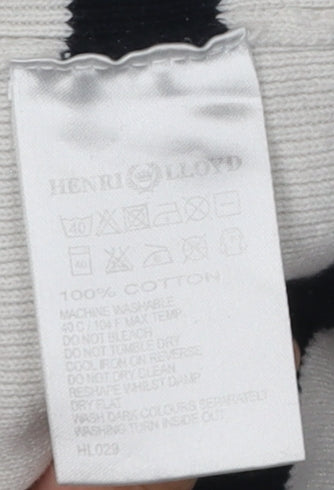 HENRI LLOYD
40
40
100% COTTON
MACHINE WASHABLE
40 C / 104 F MAX TEMP.
DO NOT BLEACH
DO NOT TUMBLE DRY
COOL IRON ON REVERSE
DO NOT DRY CLEAN
RESHAPE WHILST DAMP
DRY FLAT
WASH DARK COLOURS SEPARATELY
WASHING TURN INSIDE OUT.
HL029